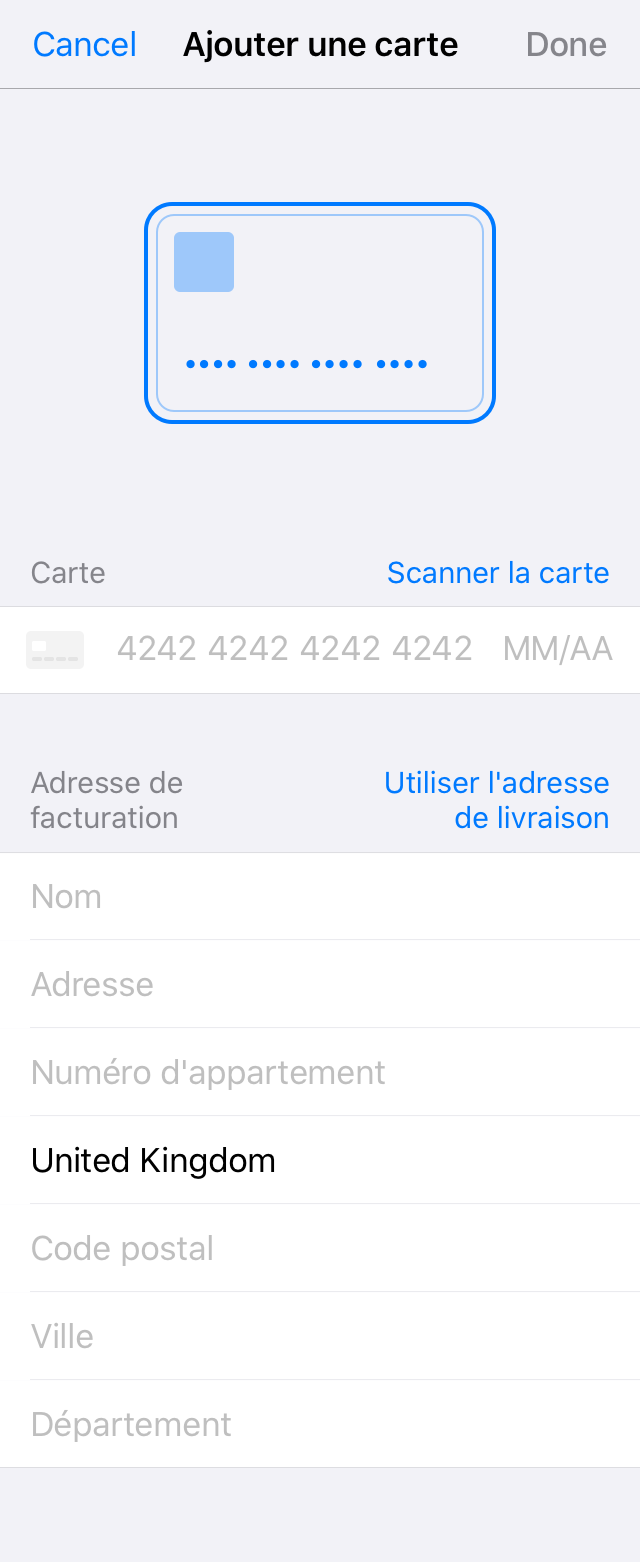 Cancel Ajouter une carte Done
•••• •••• •••• ••••
Carte Scanner la carte
4242 4242 4242 4242 MM/AA
Adresse de Utiliser l'adresse
facturation de livraison
Nom
Adresse
Numéro d'appartement
United Kingdom
Code postal
Ville
Département